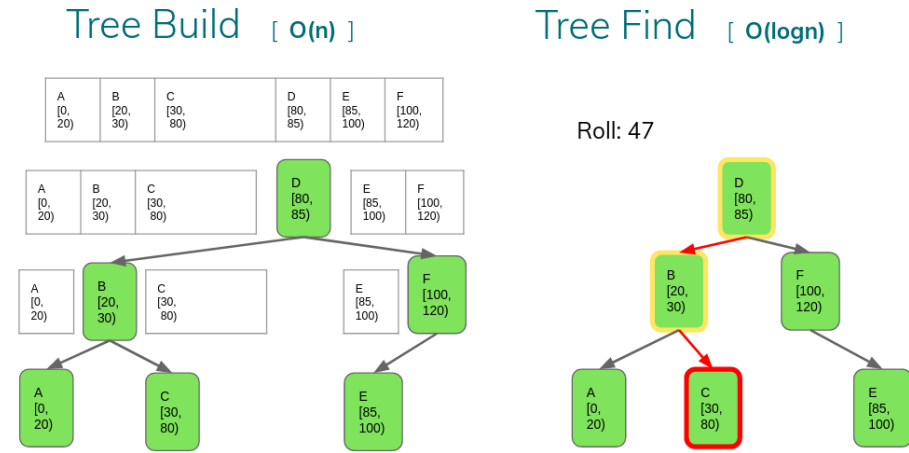 Tree Build [ O(n) ]
A
[0,
20)
B
[20,
30)
C
[30,
80)
D
[80,
85)
E
[85,
100)
F
[100,
120)
A
[0,
20)
B
[20,
30)
C
[30,
80)
D
[80,
85)
E
[85,
100)
F
[100,
120)
A
[0,
20)
B
[20,
30)
C
[30,
80)
E
[85,
100)
F
[100,
120)
A
[0,
20)
C
[30,
80)
E
[85,
100)
Tree Find [ O(logn) ]
Roll: 47
D
[80,
85)
B
[20,
30)
F
[100,
120)
A
[0,
20)
C
[30,
80)
E
[85,
100)